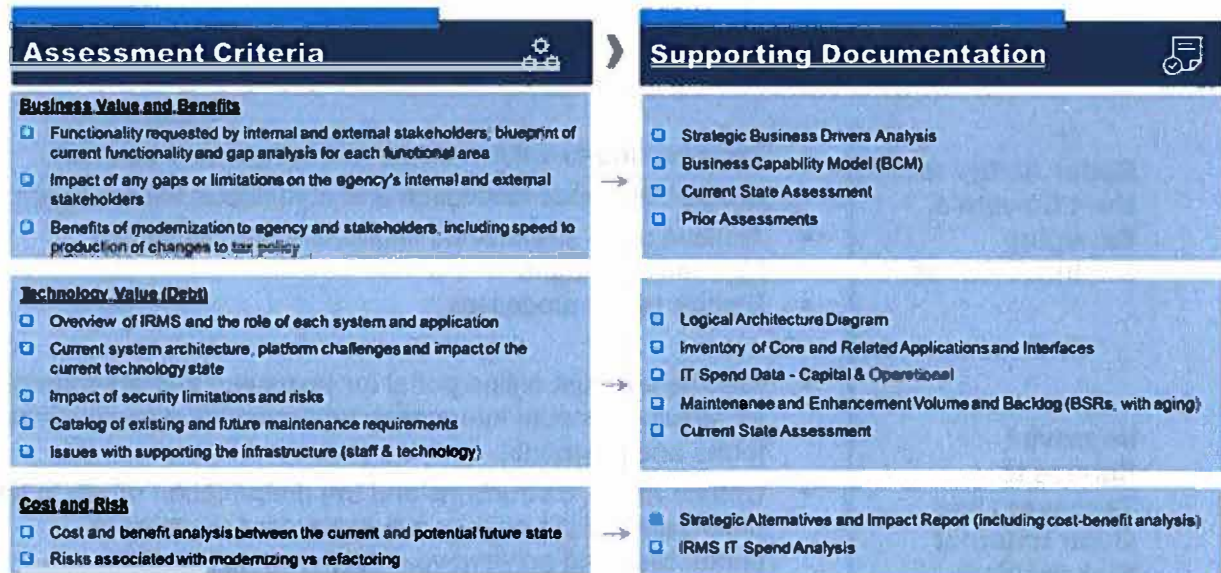 Assessment Criteria
Supporting Documentation
Business Value and Benefits
Functionality requested by internal and external stakeholders, blueprint of
current functionality and gap analysis for each functional area
Impact of any gaps or limitations on the agency's internal and external
stakeholders
Benefits of modernization to agency and stakeholders, including speed to
production of changes to tax policy
Strategic Business Drivers Analysis
Business Capability Model (BCM)
Current State Assessment
Prior Assessments
Technology Value (Debt)
Overview of IRMS and the role of each system and application
Current system architecture, platform challenges and impact of the
current technology state
Impact of security limitations and risks
Catalog of existing and future maintenance requirements
Issues with supporting the infrastructure (staff & technology)
Logical Architecture Diagram
Inventory of Core and Related Applications and Interfaces
IT Spend Data - Capital & Operational
Maintenance and Enhancement Volume and Backlog (BSRs, with aging)
Current State Assessment
Cost and Risk
Cost and benefit analysis between the current and potential future state
Risks associated with modernizing vs refactoring
Strategic Alternatives and Impact Report (including cost-benefit analysis)
IRMS IT Spend Analysis